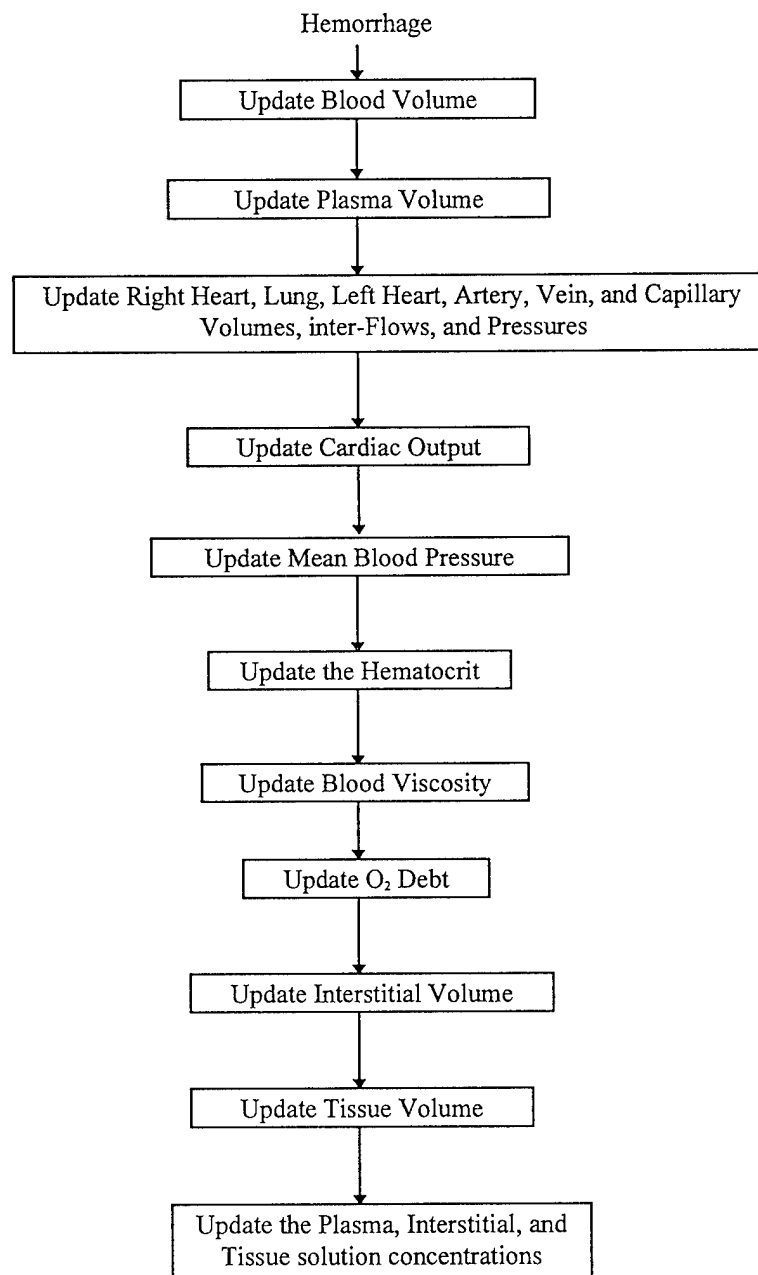 Hemorrhage
Update Blood Volume
Update Plasma Volume
Update Right Heart, Lung, Left Heart, Artery, Vein, and Capillary
Volumes, inter-Flows, and Pressures
Update Cardiac Output
Update Mean Blood Pressure
Update the Hematocrit
Update Blood Viscosity
Update O₂ Debt
Update Interstitial Volume
Update Tissue Volume
Update the Plasma, Interstitial, and
Tissue solution concentrations